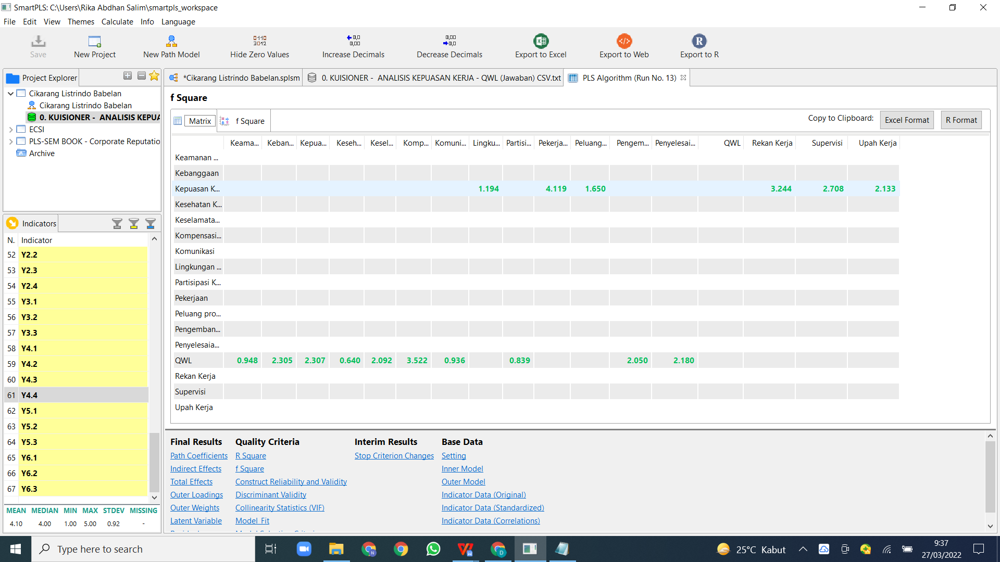 SmartPLS: C:\Users\Rika Abdhan Salim\smartpls_workspace
File Edit View Themes Calculate Info Language
Save New Project New Path Model Hide Zero Values Increase Decimals Decrease Decimals Export to Excel Export to Web Export to R
Project Explorer
Cikarang Listrindo Babelan
Cikarang Listrindo Babelan
0. KUISIONER - ANALISIS KEPUA
ECSI
PLS-SEM BOOK - Corporate Reputatio
Archive
Indicators
N. Indicator
52 Y2.2
53 Y2.3
54 Y2.4
55 Y3.1
56 Y3.2
57 Y3.3
58 Y4.1
59 Y4.2
60 Y4.3
61 Y4.4
62 Y5.1
63 Y5.2
64 Y5.3
65 Y6.1
66 Y6.2
67 Y6.3
MEAN MEDIAN MIN MAX STDEV MISSING
4.10 4.00 1.00 5.00 0.92 -
*Cikarang Listrindo Babelan.splsm 0. KUISIONER - ANALISIS KEPUASAN KERJA - QWL (Jawaban) CSV.txt PLS Algorithm (Run No. 13)
f Square
Matrix f Square Copy to Clipboard: Excel Format R Format
Keama... Keban... Kepua... Keseh... Kesel... Komp... Komuni... Lingku... Partisi... Pekerja... Peluang... Pengem... Penyelesai... QWL Rekan Kerja Supervisi Upah Kerja
Keamanan ...
Kebanggaan
Kepuasan K... 1.194 4.119 1.650 3.244 2.708 2.133
Kesehatan K...
Keselamata...
Kompensasi...
Komunikasi
Lingkungan ...
Partisipasi K...
Pekerjaan
Peluang pro...
Pengemban...
Penyelesaia...
QWL 0.948 2.305 2.307 0.640 2.092 3.522 0.936 0.839 2.050 2.180
Rekan Kerja
Supervisi
Upah Kerja
Final Results Quality Criteria Interim Results Base Data
Path Coefficients R Square Stop Criterion Changes Setting
Indirect Effects f Square Inner Model
Total Effects Construct Reliability and Validity Outer Model
Outer Loadings Discriminant Validity Indicator Data (Original)
Outer Weights Collinearity Statistics (VIF) Indicator Data (Standardized)
Latent Variable Model_Fit Indicator Data (Correlations)
Type here to search 25°C Kabut 9:37
27/03/2022